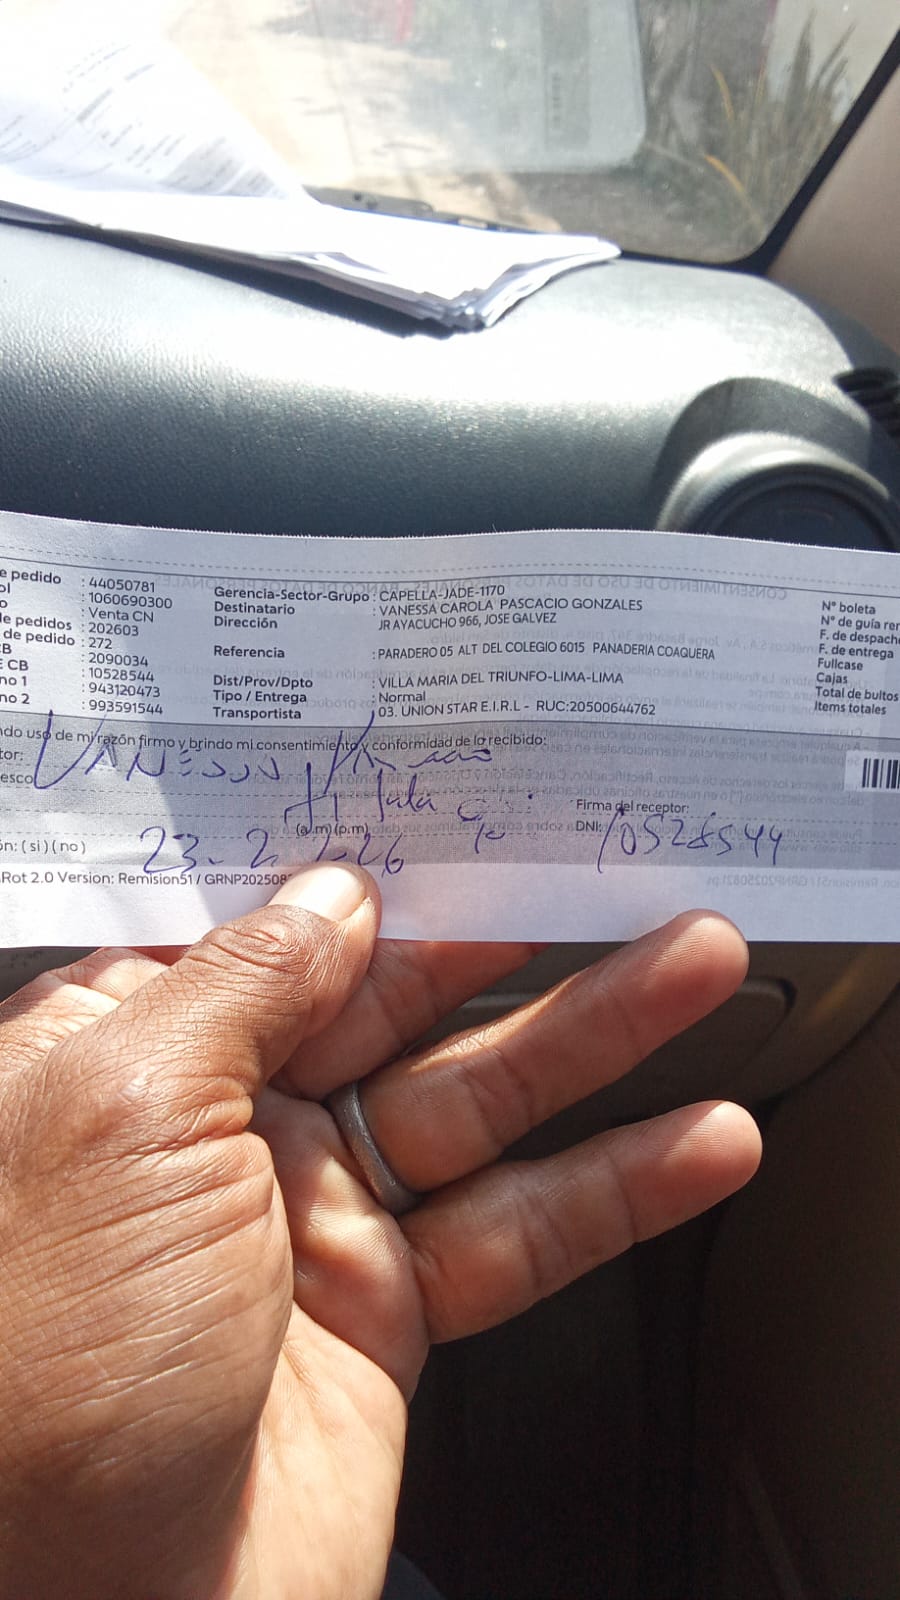 e pedido : 44050781
ol : 1060690300
o : Venta CN
e pedidos : 202603
de pedido : 272
CB : 2090034
E CB : 10528544
no 1 : 943120473
no 2 : 993591544
Gerencia-Sector-Grupo : CAPELLA-JADE-1170
Destinatario : VANESSA CAROLA PASCACIO GONZALES
Dirección JR AYACUCHO 966, JOSE GALVEZ
Referencia : PARADERO 05 ALT DEL COLEGIO 6015 PANADERIA COAQUERA
Dist/Prov/Dpto : VILLA MARIA DEL TRIUNFO-LIMA-LIMA
Tipo / Entrega : Normal
Transportista : 03. UNION STAR E.I.R.L - RUC:20500644762
N° boleta
N° de guía rer
F. de despach
F. de entrega
Fullcase
Cajas
Total de bultos
Items totales
ndo uso de mi razón firmo y brindo mi consentimiento y conformidad de lo recibido:
tor:
esco
Firma del receptor:
(a.m)(p.m)
DNI: 10528544
ón: ( si ) ( no )
23-2
26
Rot 2.0 Version: Remision51 / GRNP202508